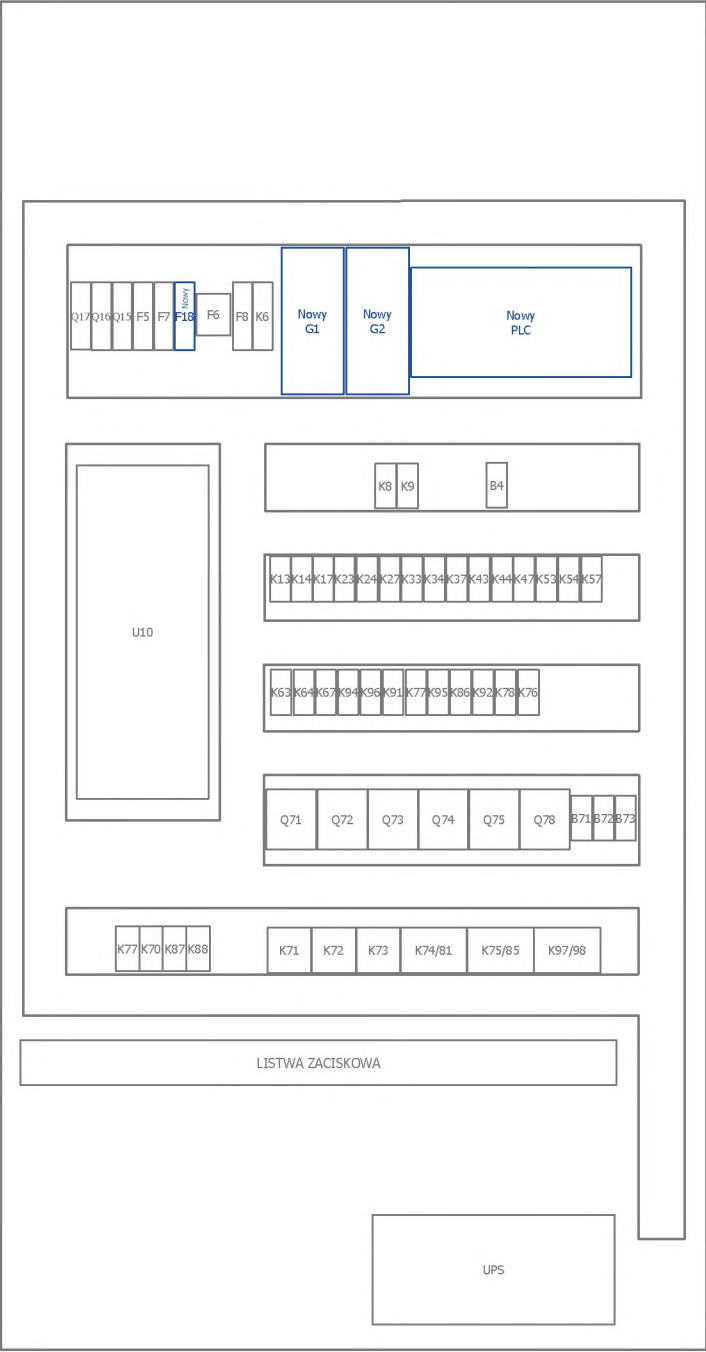 Q17 Q16 Q15 F5 F7 Nowy F18 F6 F8 K6
Nowy
G1
Nowy
G2
Nowy
PLC
K8 K9 B4
K13 K14 K17 K23 K24 K27 K33 K34 K37 K43 K44 K47 K53 K54 K57
U10
K63 K64 K67 K94 K96 K91 K77 K95 K86 K92 K78 K76
Q71 Q72 Q73 Q74 Q75 Q78 B71 B72 B73
K77 K70 K87 K88 K71 K72 K73 K74/81 K75/85 K97/98
LISTWA ZACISKOWA
UPS